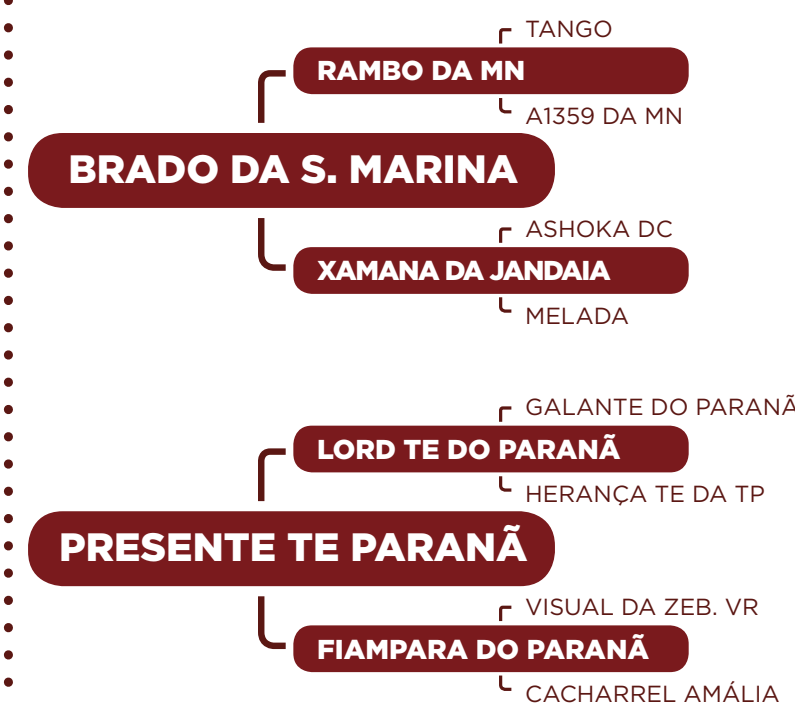 TANGO
RAMBO DA MN
A1359 DA MN
BRADO DA S. MARINA
ASHOKA DC
XAMANA DA JANDAIA
MELADA
GALANTE DO PARANÃ
LORD TE DO PARANÃ
HERANÇA TE DA TP
PRESENTE TE PARANÃ
VISUAL DA ZEB. VR
FIAMPARA DO PARANÃ
CACHARREL AMÁLIA